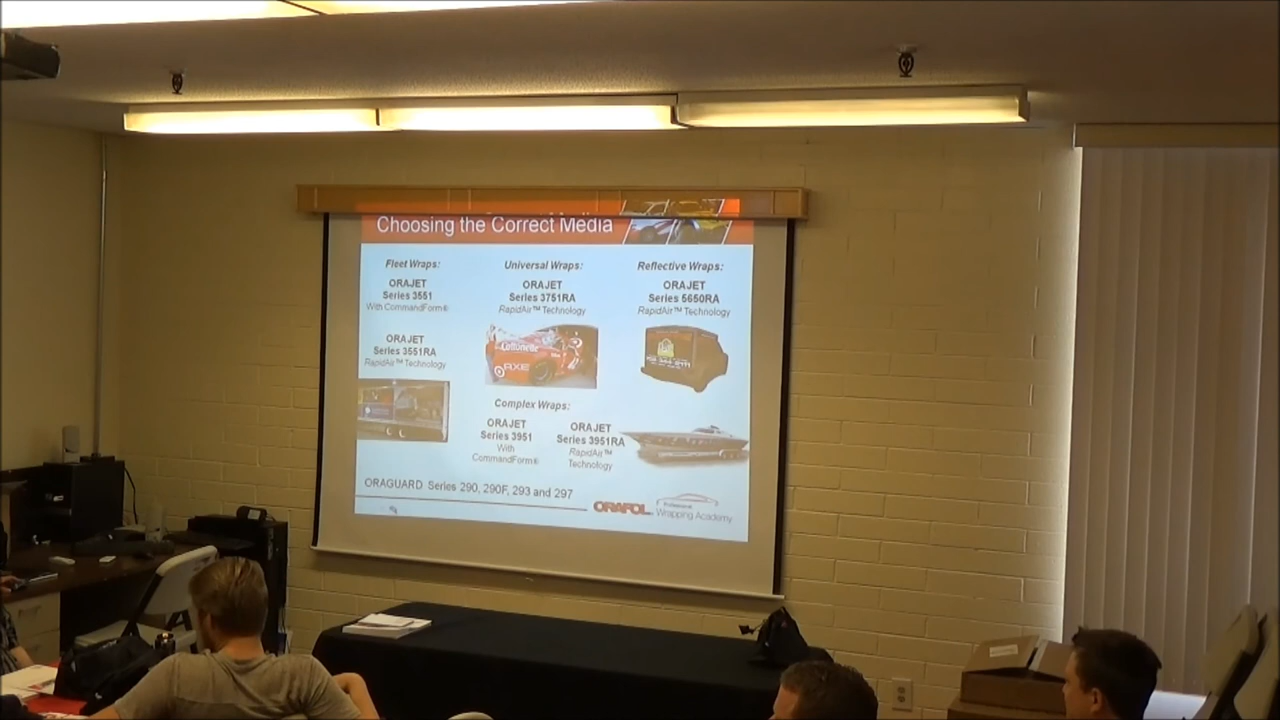 Choosing the Correct Media
Fleet Wraps:
ORAJET
Series 3551
With CommandForm®
ORAJET
Series 3551RA
RapidAir™ Technology
Universal Wraps:
ORAJET
Series 3751RA
RapidAir™ Technology
Reflective Wraps:
ORAJET
Series 5650RA
RapidAir™ Technology
AXE
Complex Wraps:
ORAJET
Series 3951
With
CommandForm®
ORAJET
Series 3951RA
RapidAir™
Technology
ORAGUARD Series 290, 290F, 293 and 297
ORAFOL
Professional
Wrapping Academy